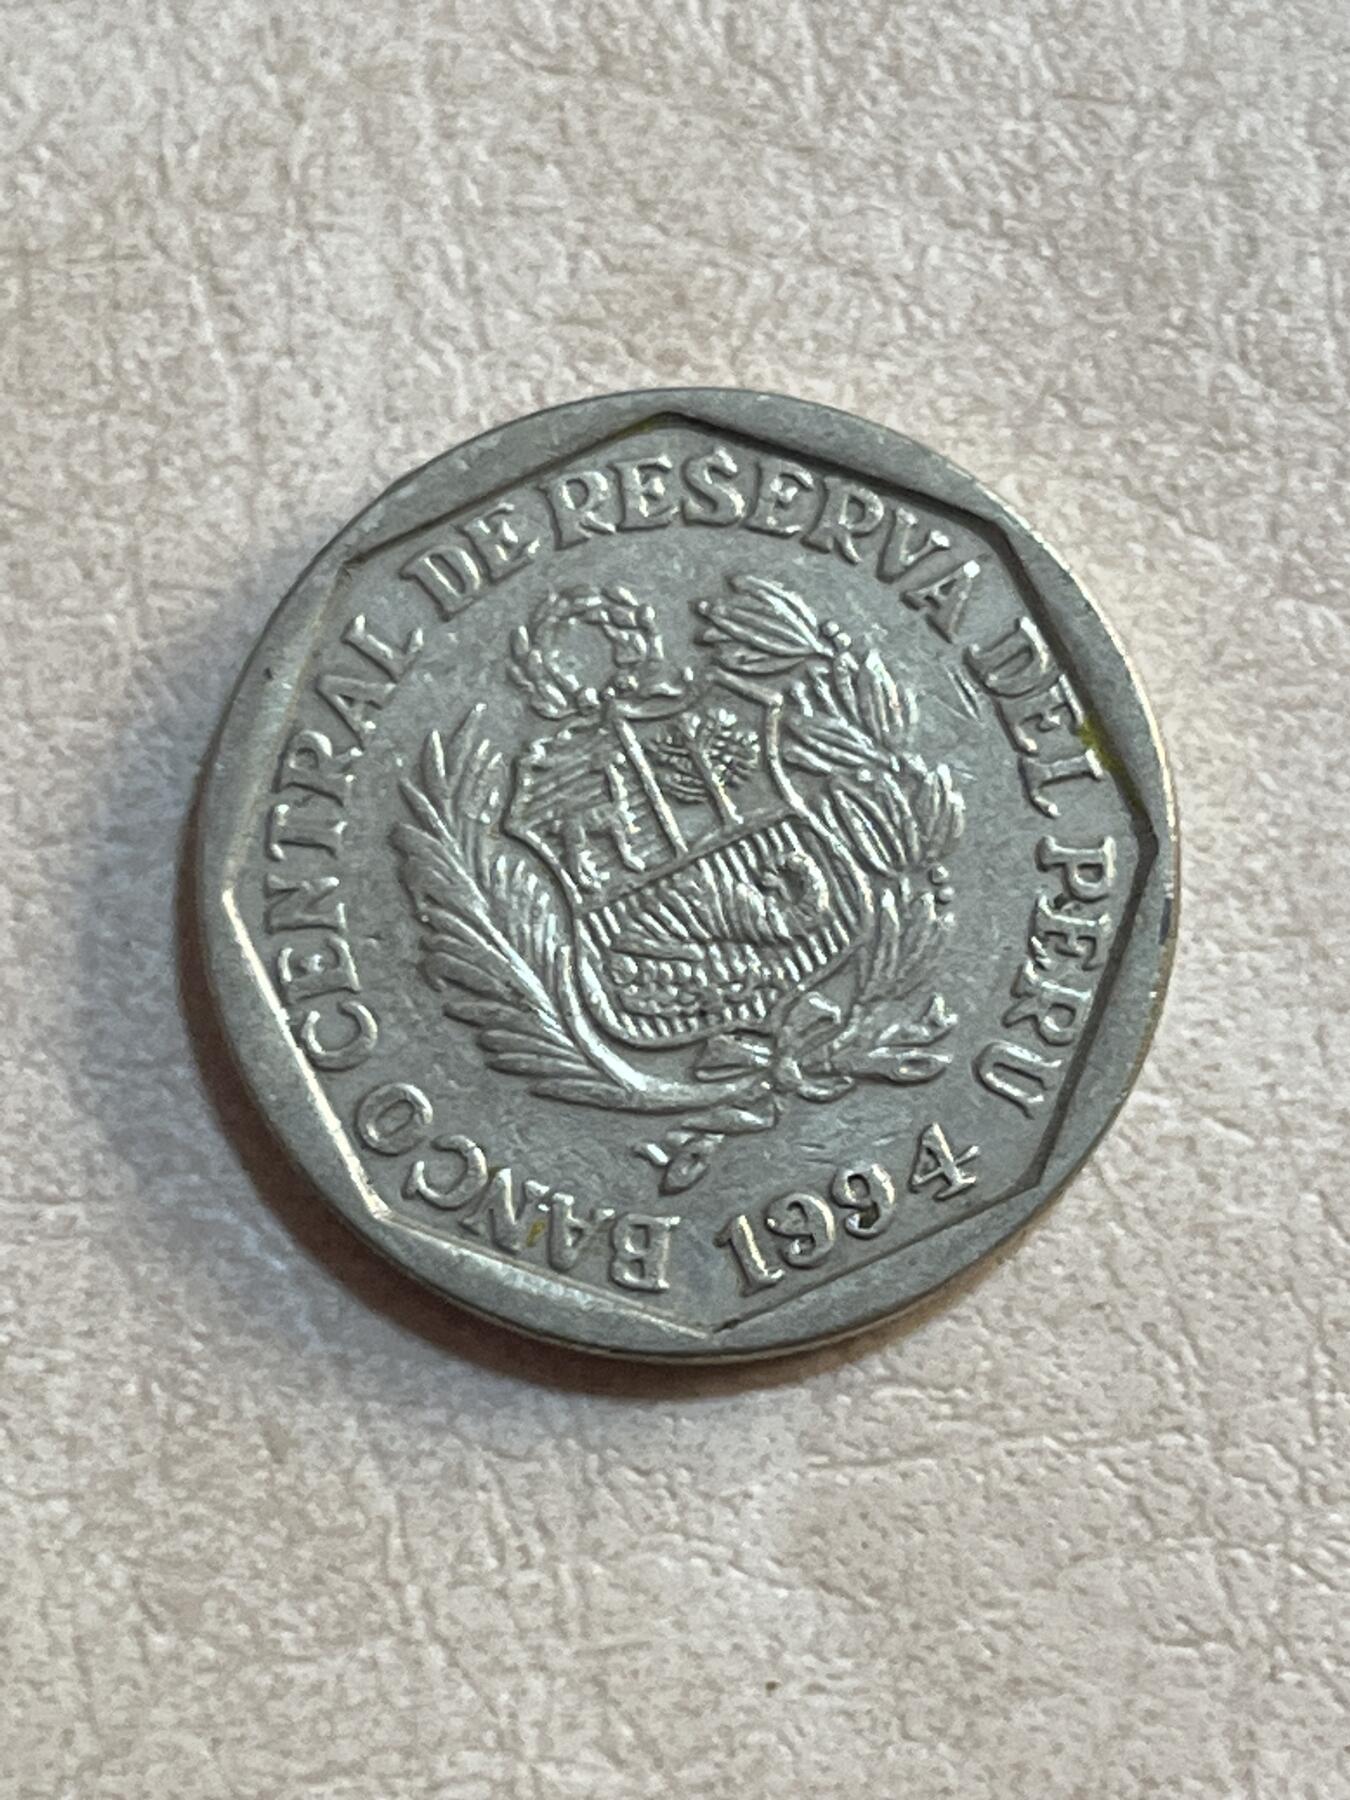 BANCO CENTRAL DE RESERVA DEL PERU 1994